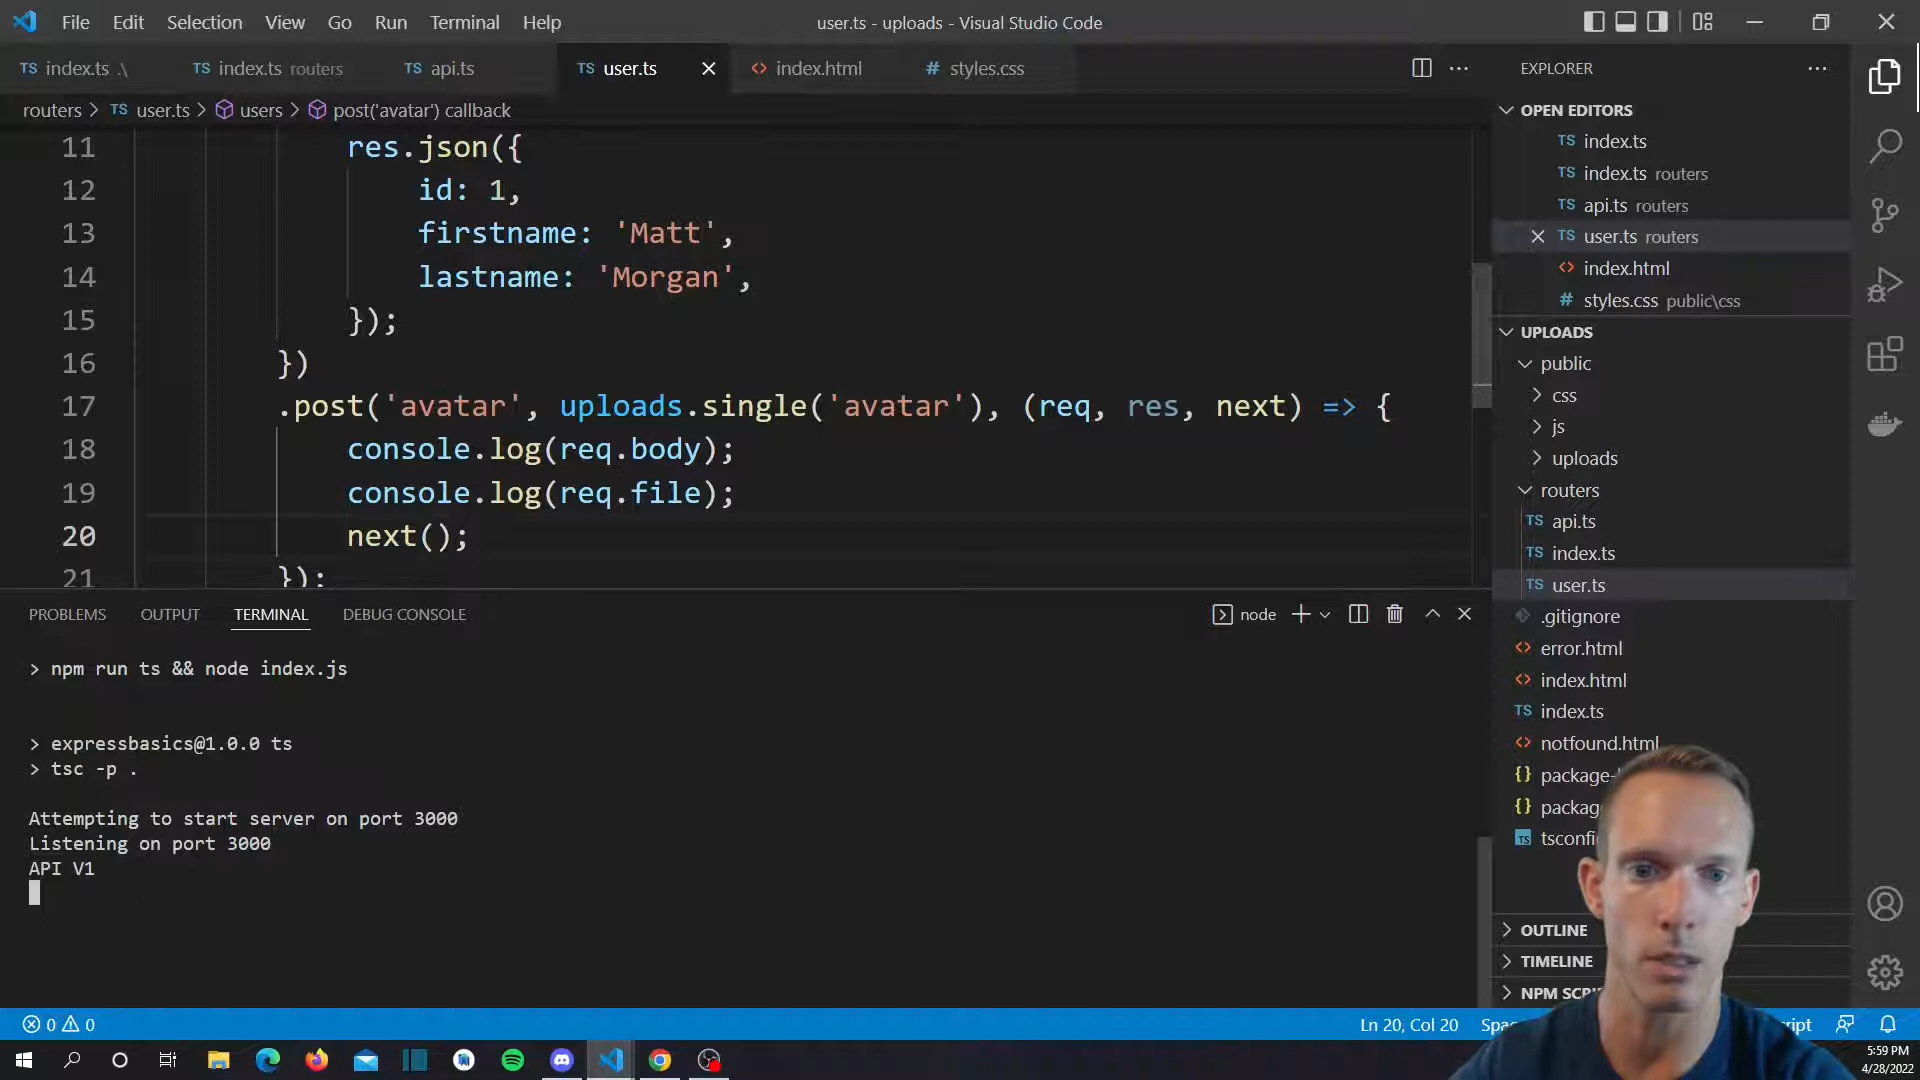 File Edit Selection View Go Run Terminal Help
user.ts - uploads - Visual Studio Code
TS index.ts .\ TS index.ts routers TS api.ts TS user.ts <> index.html # styles.css
routers > TS user.ts > users > post('avatar') callback
11 res.json({
12 id: 1,
13 firstname: 'Matt',
14 lastname: 'Morgan',
15 });
16 })
17 .post('avatar', uploads.single('avatar'), (req, res, next) => {
18 console.log(req.body);
19 console.log(req.file);
20 next();
21 });
PROBLEMS OUTPUT TERMINAL DEBUG CONSOLE
node
> npm run ts && node index.js
> expressbasics@1.0.0 ts
> tsc -p .
Attempting to start server on port 3000
Listening on port 3000
API V1
EXPLORER
OPEN EDITORS
TS index.ts
TS index.ts routers
TS api.ts routers
TS user.ts routers
<> index.html
# styles.css public\css
UPLOADS
public
css
js
uploads
routers
TS api.ts
TS index.ts
TS user.ts
.gitignore
<> error.html
<> index.html
TS index.ts
<> notfound.html
{} package-
{} package
TS tsconfi
OUTLINE
TIMELINE
NPM SCRI
0 0
Ln 20, Col 20
Spac
ript
5:59 PM
4/28/2022